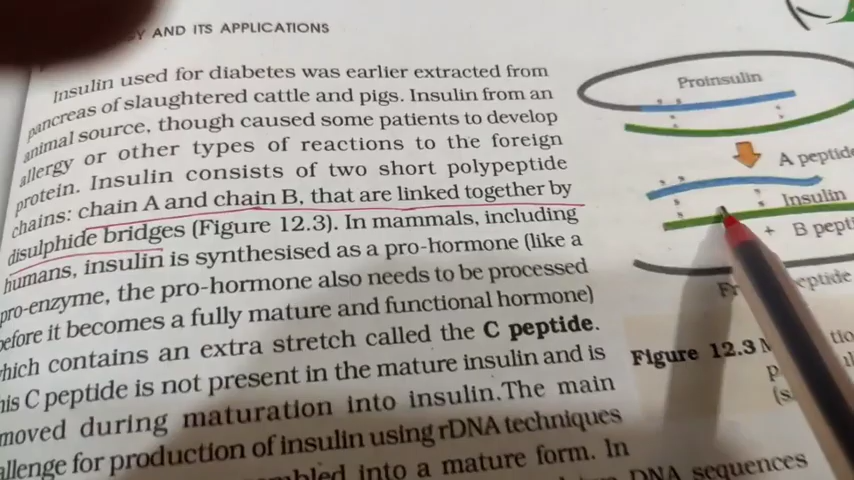 AND ITS APPLICATIONS
Insulin used for diabetes was earlier extracted from
pancreas of slaughtered cattle and pigs. Insulin from an
animal source, though caused some patients to develop
allergy or other types of reactions to the foreign
protein. Insulin consists of two short polypeptide
chains: chain A and chain B, that are linked together by
disulphide bridges (Figure 12.3). In mammals, including
humans, insulin is synthesised as a pro-hormone (like a
pro-enzyme, the pro-hormone also needs to be processed
before it becomes a fully mature and functional hormone)
which contains an extra stretch called the C peptide.
his C peptide is not present in the mature insulin and is
moved during maturation into insulin.The main
allenge for production of insulin using rDNA techniques
mbled into a mature form. In
DNA sequences
Proinsulin
A peptide
Insulin
+ B pepti
Fr peptide
Figure 12.3 M